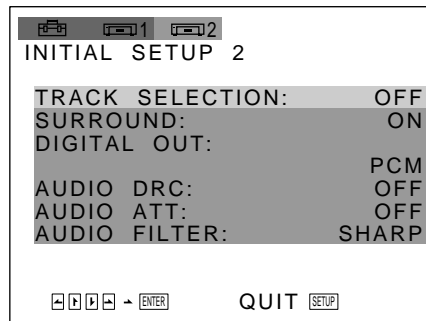 1 2
INITIAL SETUP 2
TRACK SELECTION: OFF
SURROUND: ON
DIGITAL OUT:
PCM
AUDIO DRC: OFF
AUDIO ATT: OFF
AUDIO FILTER: SHARP
ENTER QUIT SETUP